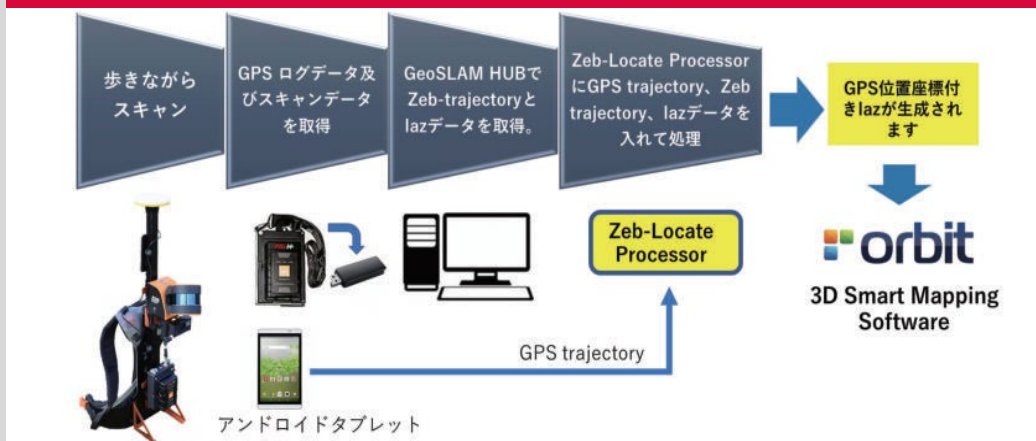 歩きながら
スキャン
GPS ログデータ及
びスキャンデータ
を取得
GeoSLAM HUBで
Zeb-trajectoryと
lazデータを取得。
Zeb-Locate Processor
にGPS trajectory、Zeb
trajectory、lazデータを
入れて処理
GPS位置座標付
きlazが生成され
ます
Zeb-Locate
Processor
orbit
3D Smart Mapping
Software
GPS trajectory
アンドロイドタブレット